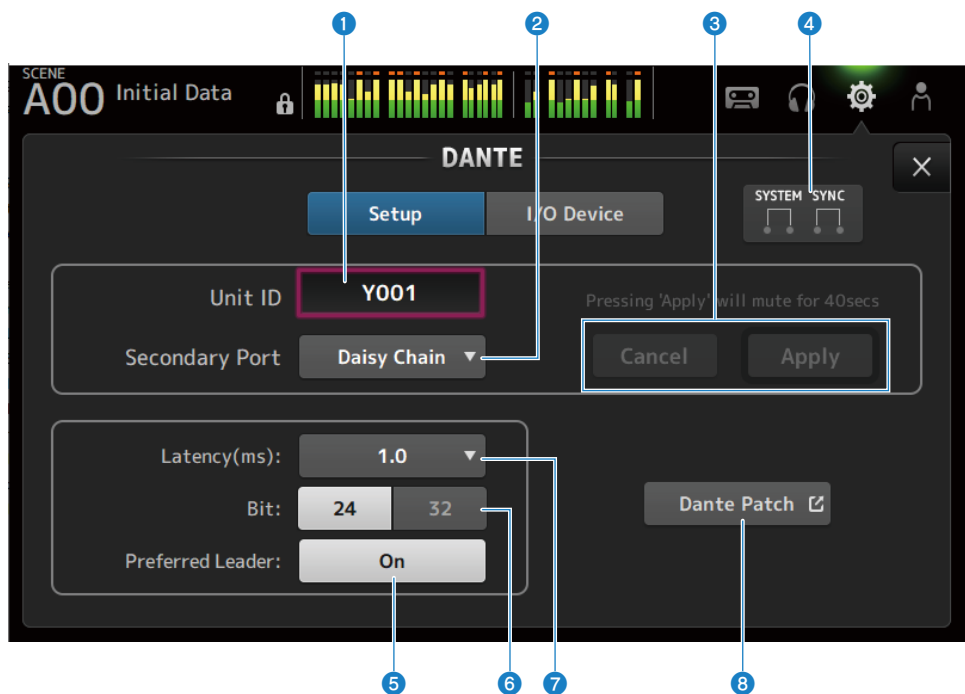 1 2 3 4
SCENE
A00 Initial Data
DANTE
Setup I/O Device
SYSTEM SYNC
Unit ID Y001
Pressing 'Apply' will mute for 40secs
Secondary Port Daisy Chain
Cancel Apply
Latency(ms): 1.0
Bit: 24 32
Dante Patch
Preferred Leader: On
5 6 7 8